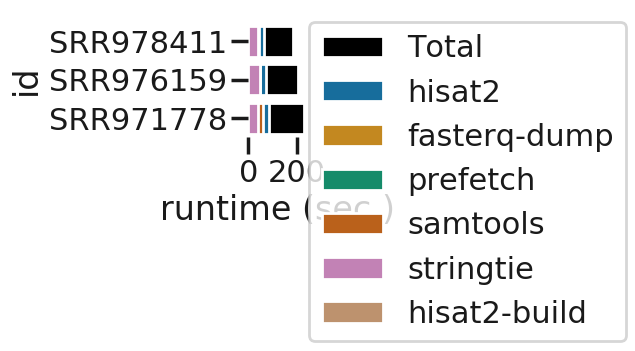 SRR978411
SRR976159
SRR971778
id
0 200
runtime (sec.)
Total
hisat2
fasterq-dump
prefetch
samtools
stringtie
hisat2-build